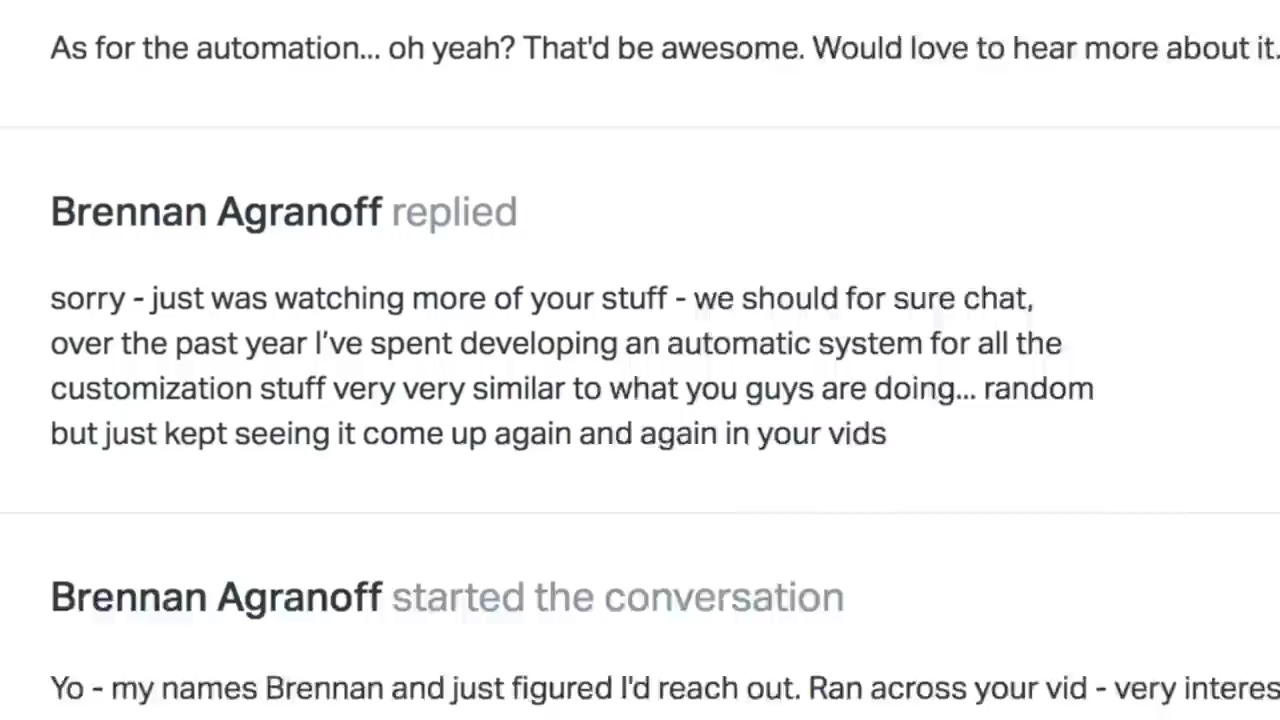 As for the automation... oh yeah? That'd be awesome. Would love to hear more about it.
Brennan Agranoff replied
sorry - just was watching more of your stuff - we should for sure chat,
over the past year I've spent developing an automatic system for all the
customization stuff very very similar to what you guys are doing... random
but just kept seeing it come up again and again in your vids
Brennan Agranoff started the conversation
Yo - my names Brennan and just figured I'd reach out. Ran across your vid - very